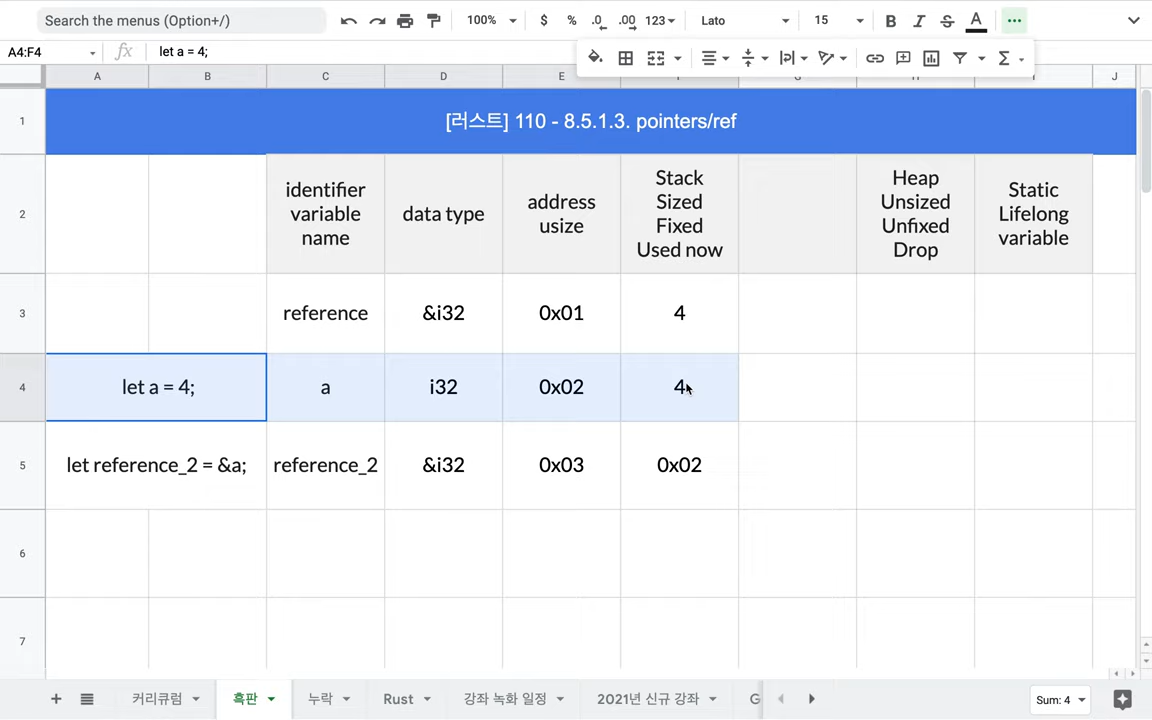 Search the menus (Option+/)
100%
$ % .0 .00 123
Lato
15
B I S A
A4:F4
fx
let a = 4;
A B C D E F G H I J
1
[러스트] 110 - 8.5.1.3. pointers/ref
2
identifier
variable
name
data type
address
usize
Stack
Sized
Fixed
Used now
Heap
Unsized
Unfixed
Drop
Static
Lifelong
variable
3
reference &i32 0x01 4
4
let a = 4; a i32 0x02 4
5
let reference_2 = &a; reference_2 &i32 0x03 0x02
6
7
커리큘럼 흑판 누락 Rust 강좌 녹화 일정 2021년 신규 강좌 G
Sum: 4